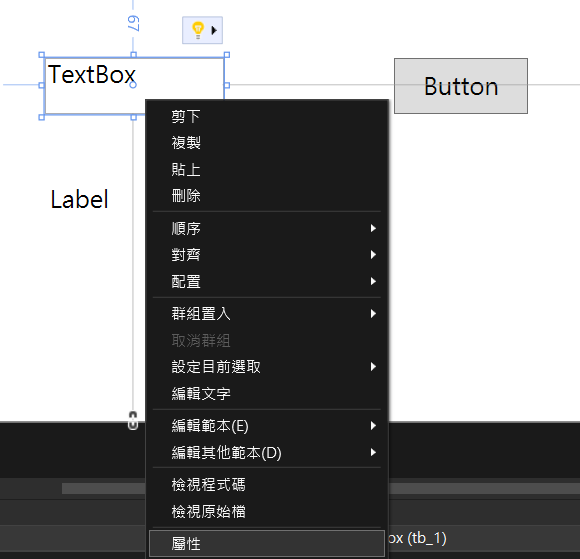 67
TextBox
Button
Label
剪下
複製
貼上
刪除
順序
對齊
配置
群組置入
取消群組
設定目前選取
編輯文字
編輯範本(E)
編輯其他範本(D)
檢視程式碼
檢視原始檔
屬性
ox (tb_1)